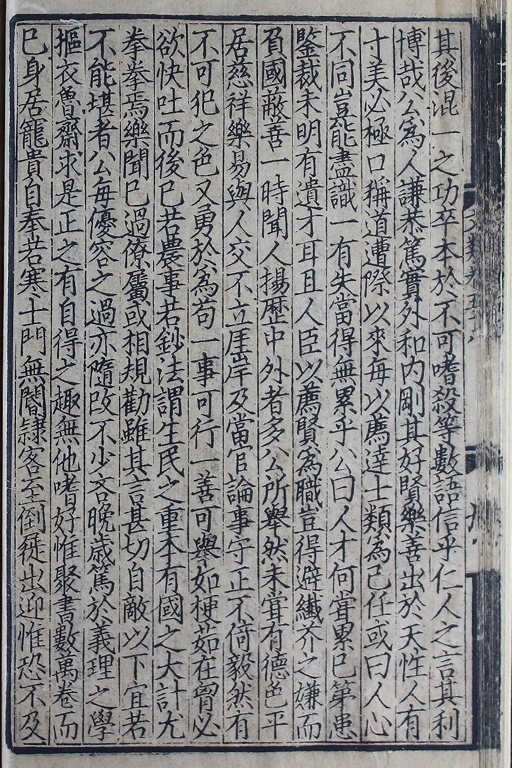 其後混一之功卒本於不可嗜殺等數語信乎仁人之言其利
博哉公為人謙恭篤實外和内剛其好賢樂善出於天性人有
十美必極口稱道遭際以來每以薦達士類為己任或曰人心
不同豈能盡識一有失當得無累乎公曰人才何嘗累已第患
鑒裁未明有遺才耳且人臣以薦賢為職豈得避纎芥之嫌而
負國蔽善一時聞人揚歷中外者多公所舉然未嘗有德色平
居慈祥樂易與人交不立厓岸及當官論事守正不倚毅然有
不可犯之色又勇於為苟一事可行一善可舉如梗茹在胷必
欲快吐而後已若農事若鈔法謂生民之重本有國之大計尤
拳拳焉樂聞已過僚屬或相規勸雖其言甚切自敵以下宜若
不能堪者公每優容之過亦隨改不少吝晚歲篤於義理之學
摳衣魯齋求是正之有自得之趣無他嗜好惟聚書數萬卷而
已身居寵貴自奉若寒士門無閽隷客至倒屣出迎惟恐不及